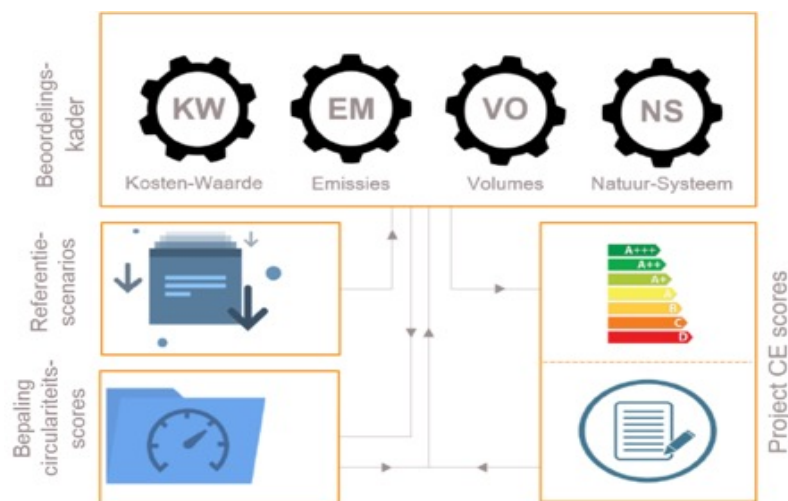 Beoordelings-
kader
KW
EM
VO
NS
Kosten-Waarde
Emissies
Volumes
Natuur-Systeem
Referentie-
scenarios
A+++
A++
A+
A
B
C
D
Bepaling
circulariteits-
scores
Project CE scores